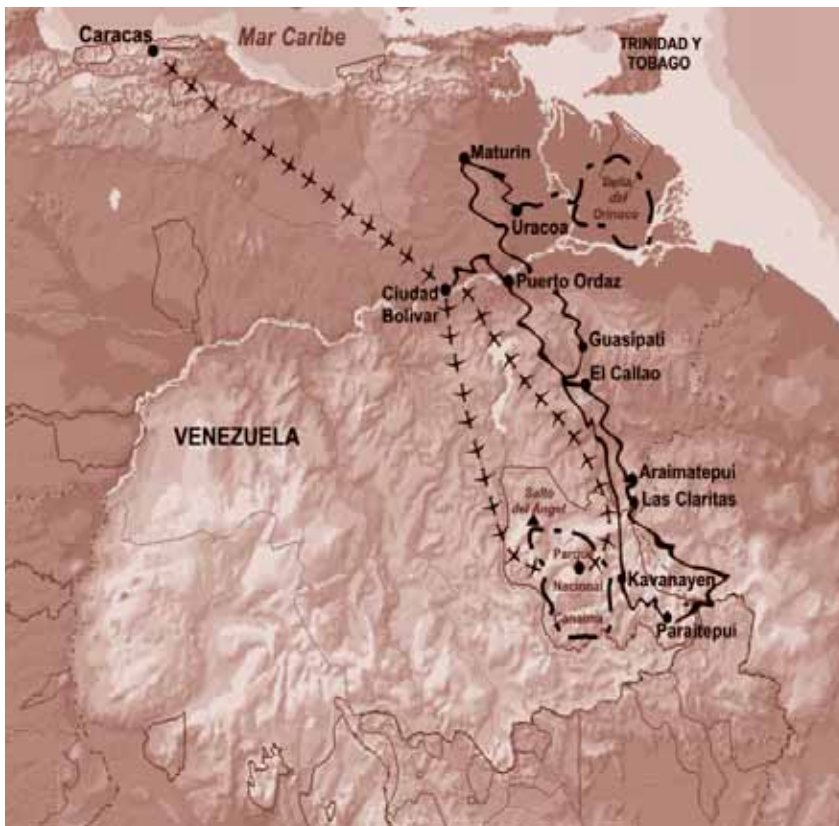 Caracas
Mar Caribe
TRINIDAD Y
TOBAGO
Maturin
Delta
del
Orinoco
Uracoa
Puerto Ordaz
Ciudad
Bolivar
Guasipati
El Callao
VENEZUELA
Araimatepui
Las Claritas
Salto
del Ángel
Parque
Nacional
Canaima
Kavanayen
Paraitepui